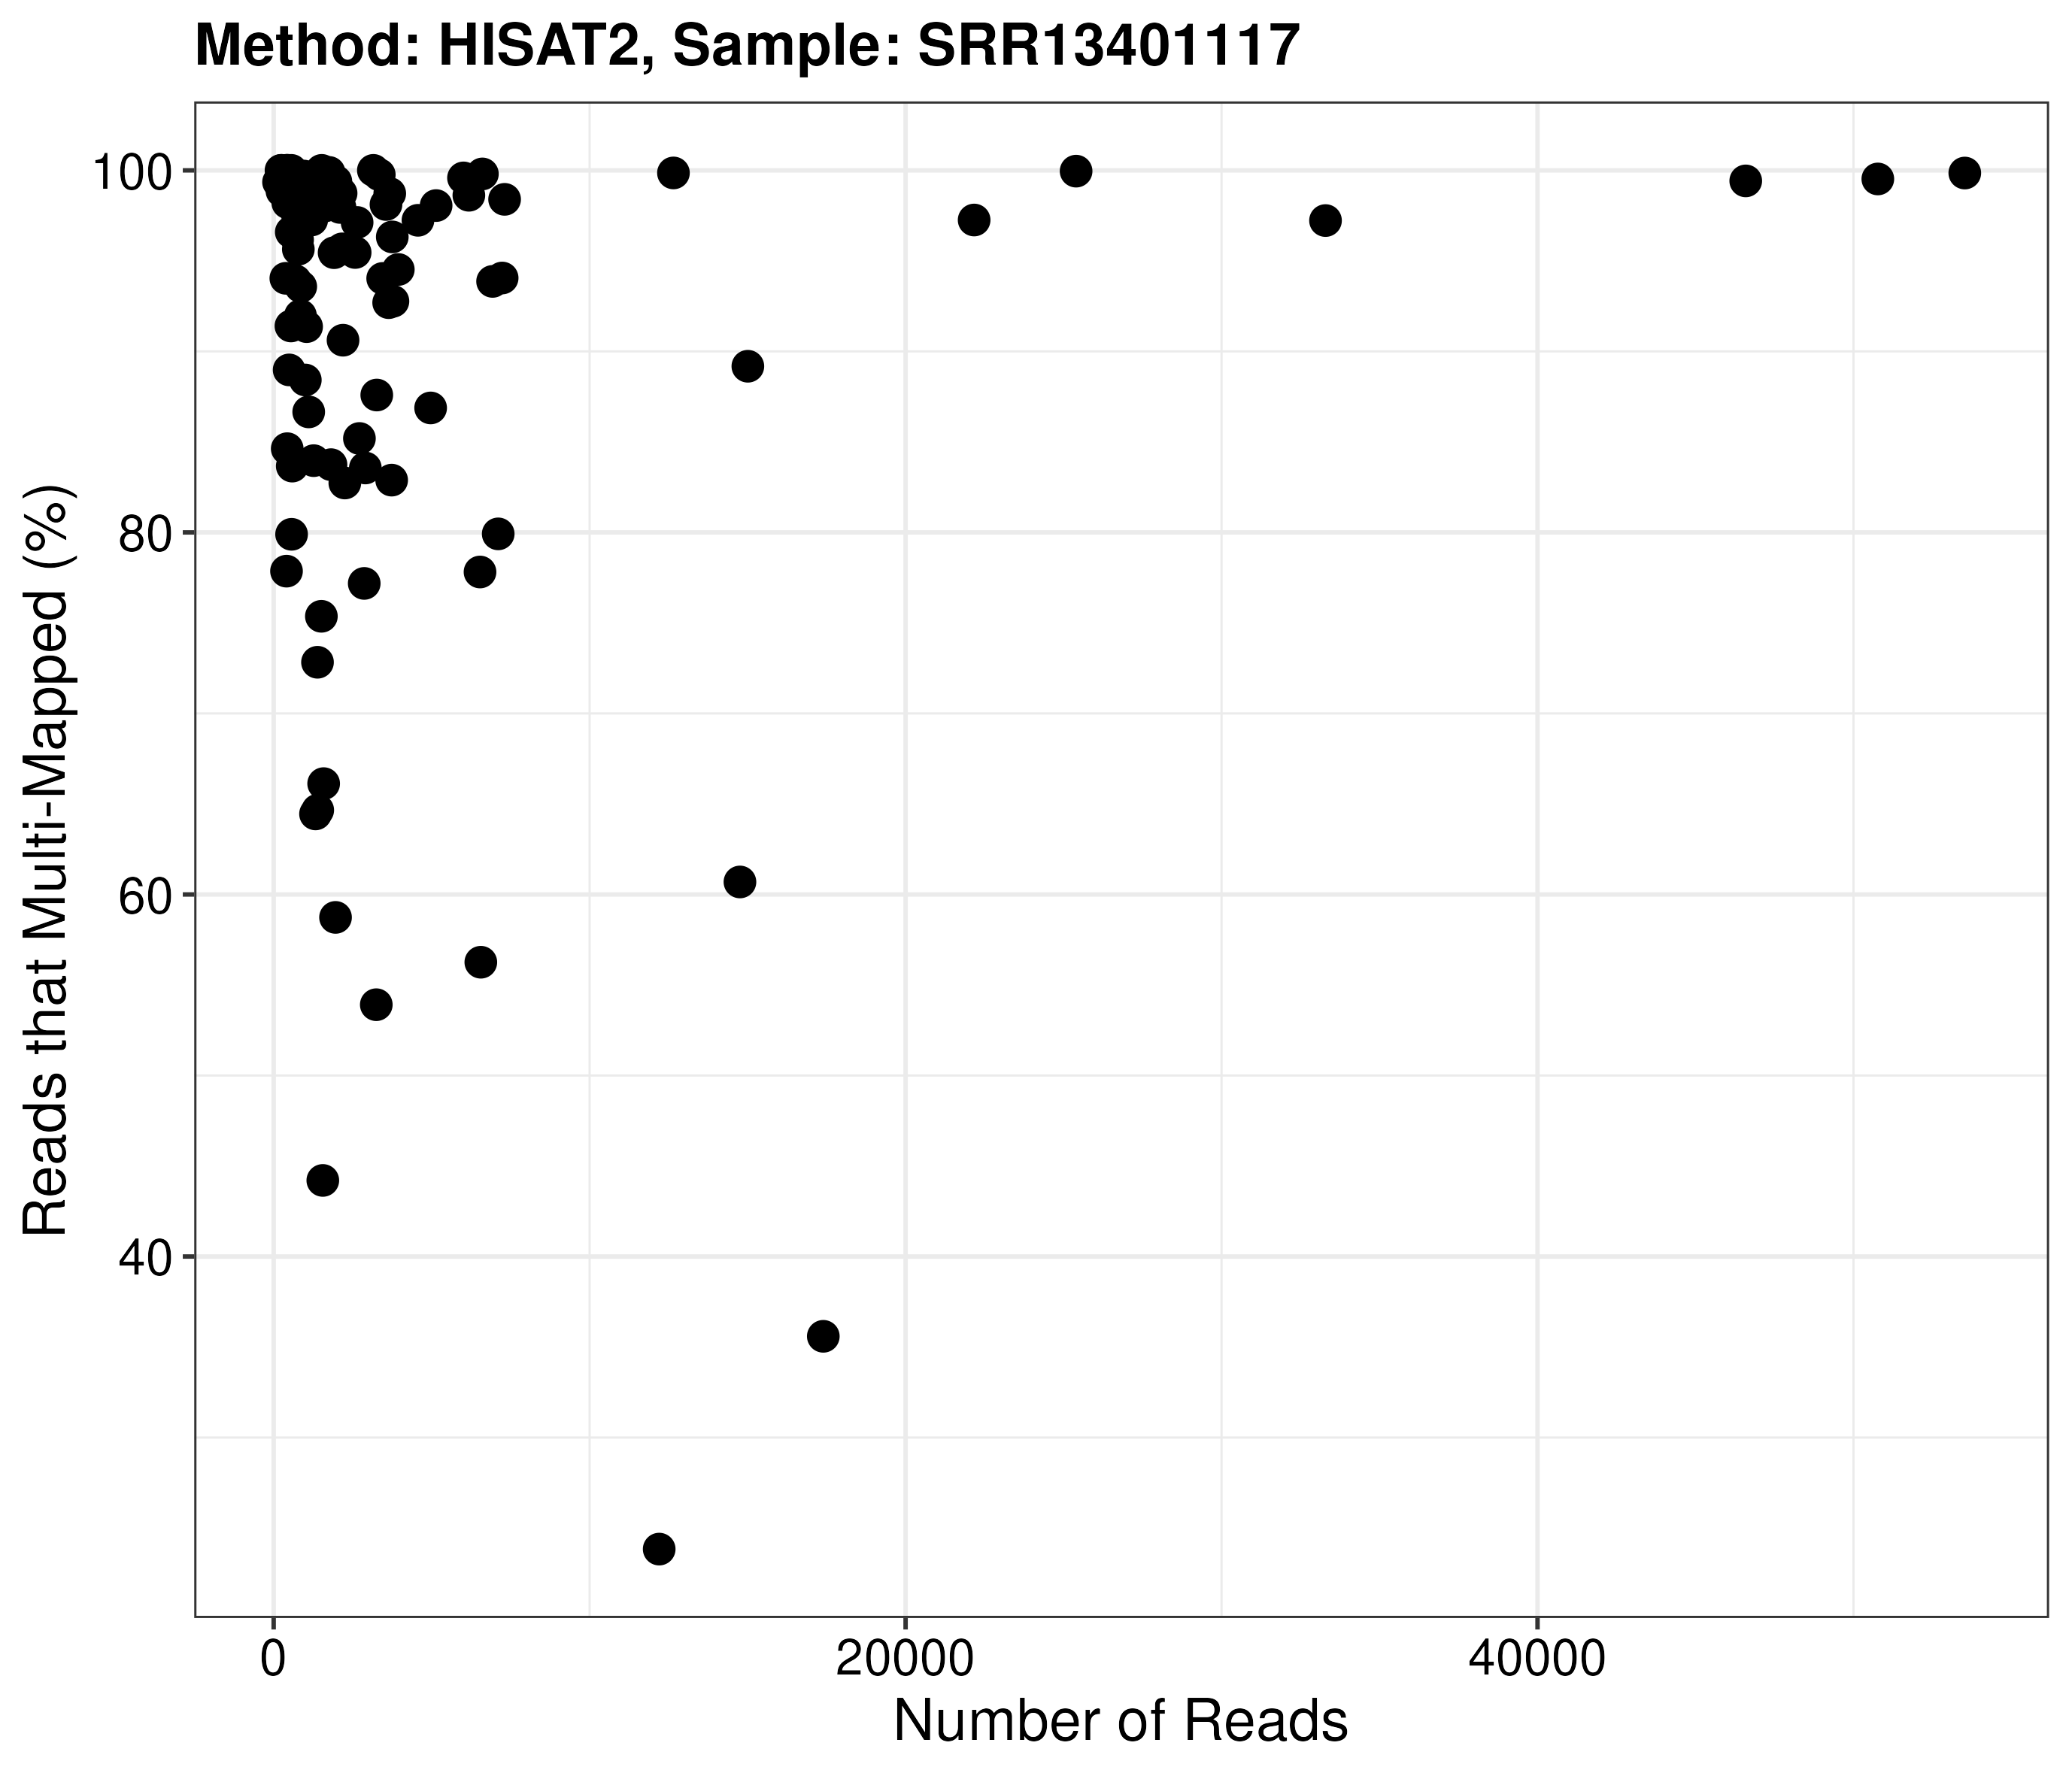 Method: HISAT2, Sample: SRR13401117
Reads that Multi-Mapped (%)
100
80
60
40
0 20000 40000
Number of Reads